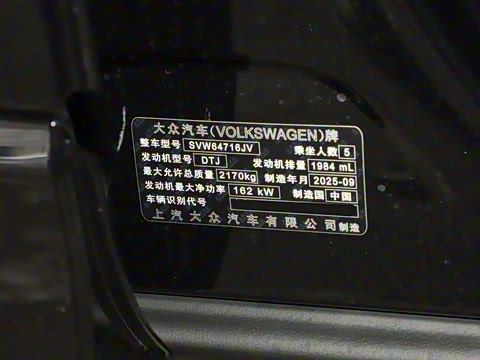 大众汽车(VOLKSWAGEN)牌
整车型号 SVW64716JV 乘坐人数 5
发动机型号 DTJ 发动机排量 1984 mL
最大允许总质量 2170kg 制造年月 2025-09
发动机最大净功率 162 kW 制造国 中国
车辆识别代号
上汽大众汽车有限公司 制造